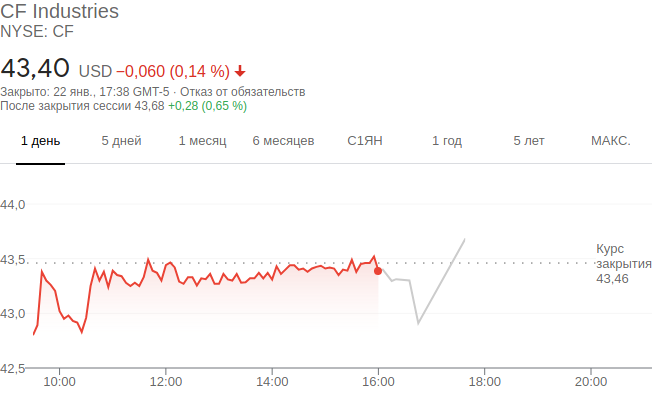 CF Industries
NYSE: CF
43,40 USD −0,060 (0,14 %)
Закрыто: 22 янв., 17:38 GMT-5 · Отказ от обязательств
После закрытия сессии 43,68 +0,28 (0,65 %)
1 день 5 дней 1 месяц 6 месяцев С1ЯН 1 год 5 лет МАКС.
44,0
43,5
43,0
42,5
Курс
закрытия
43,46
10:00 12:00 14:00 16:00 18:00 20:00